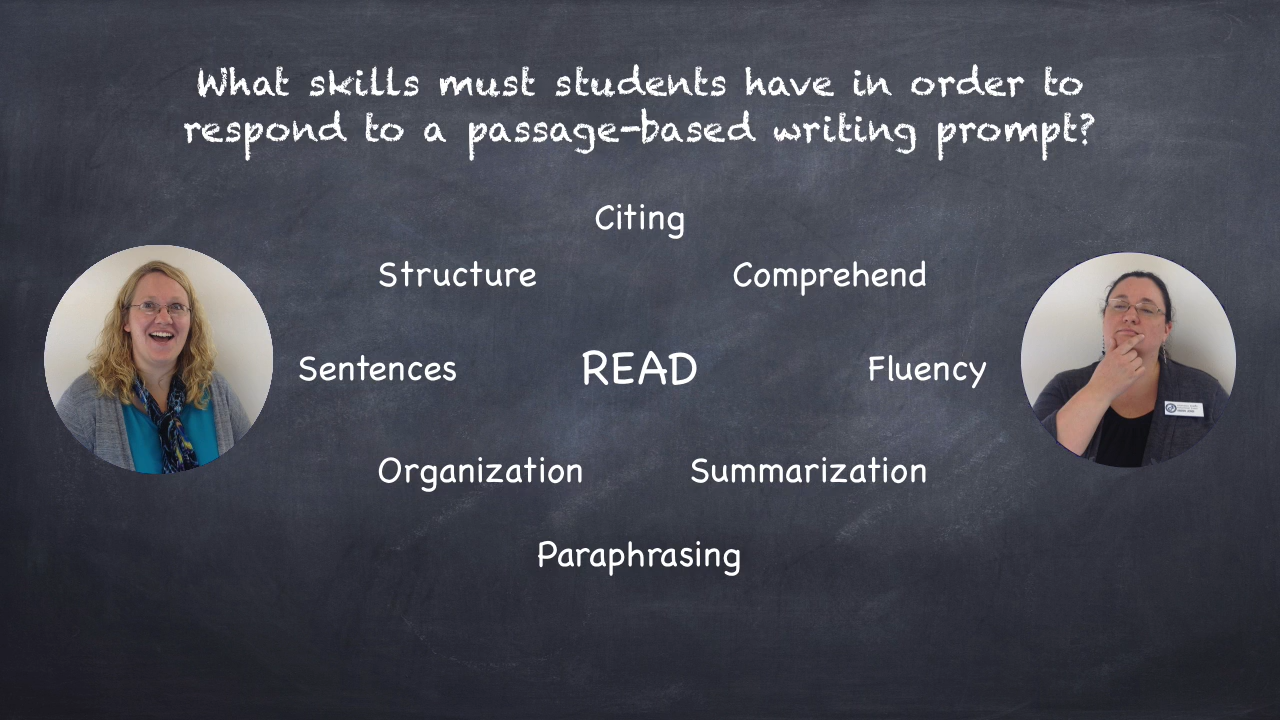 What skills must students have in order to
respond to a passage-based writing prompt?
Citing
Structure
Comprehend
Sentences
READ
Fluency
Organization
Summarization
Paraphrasing